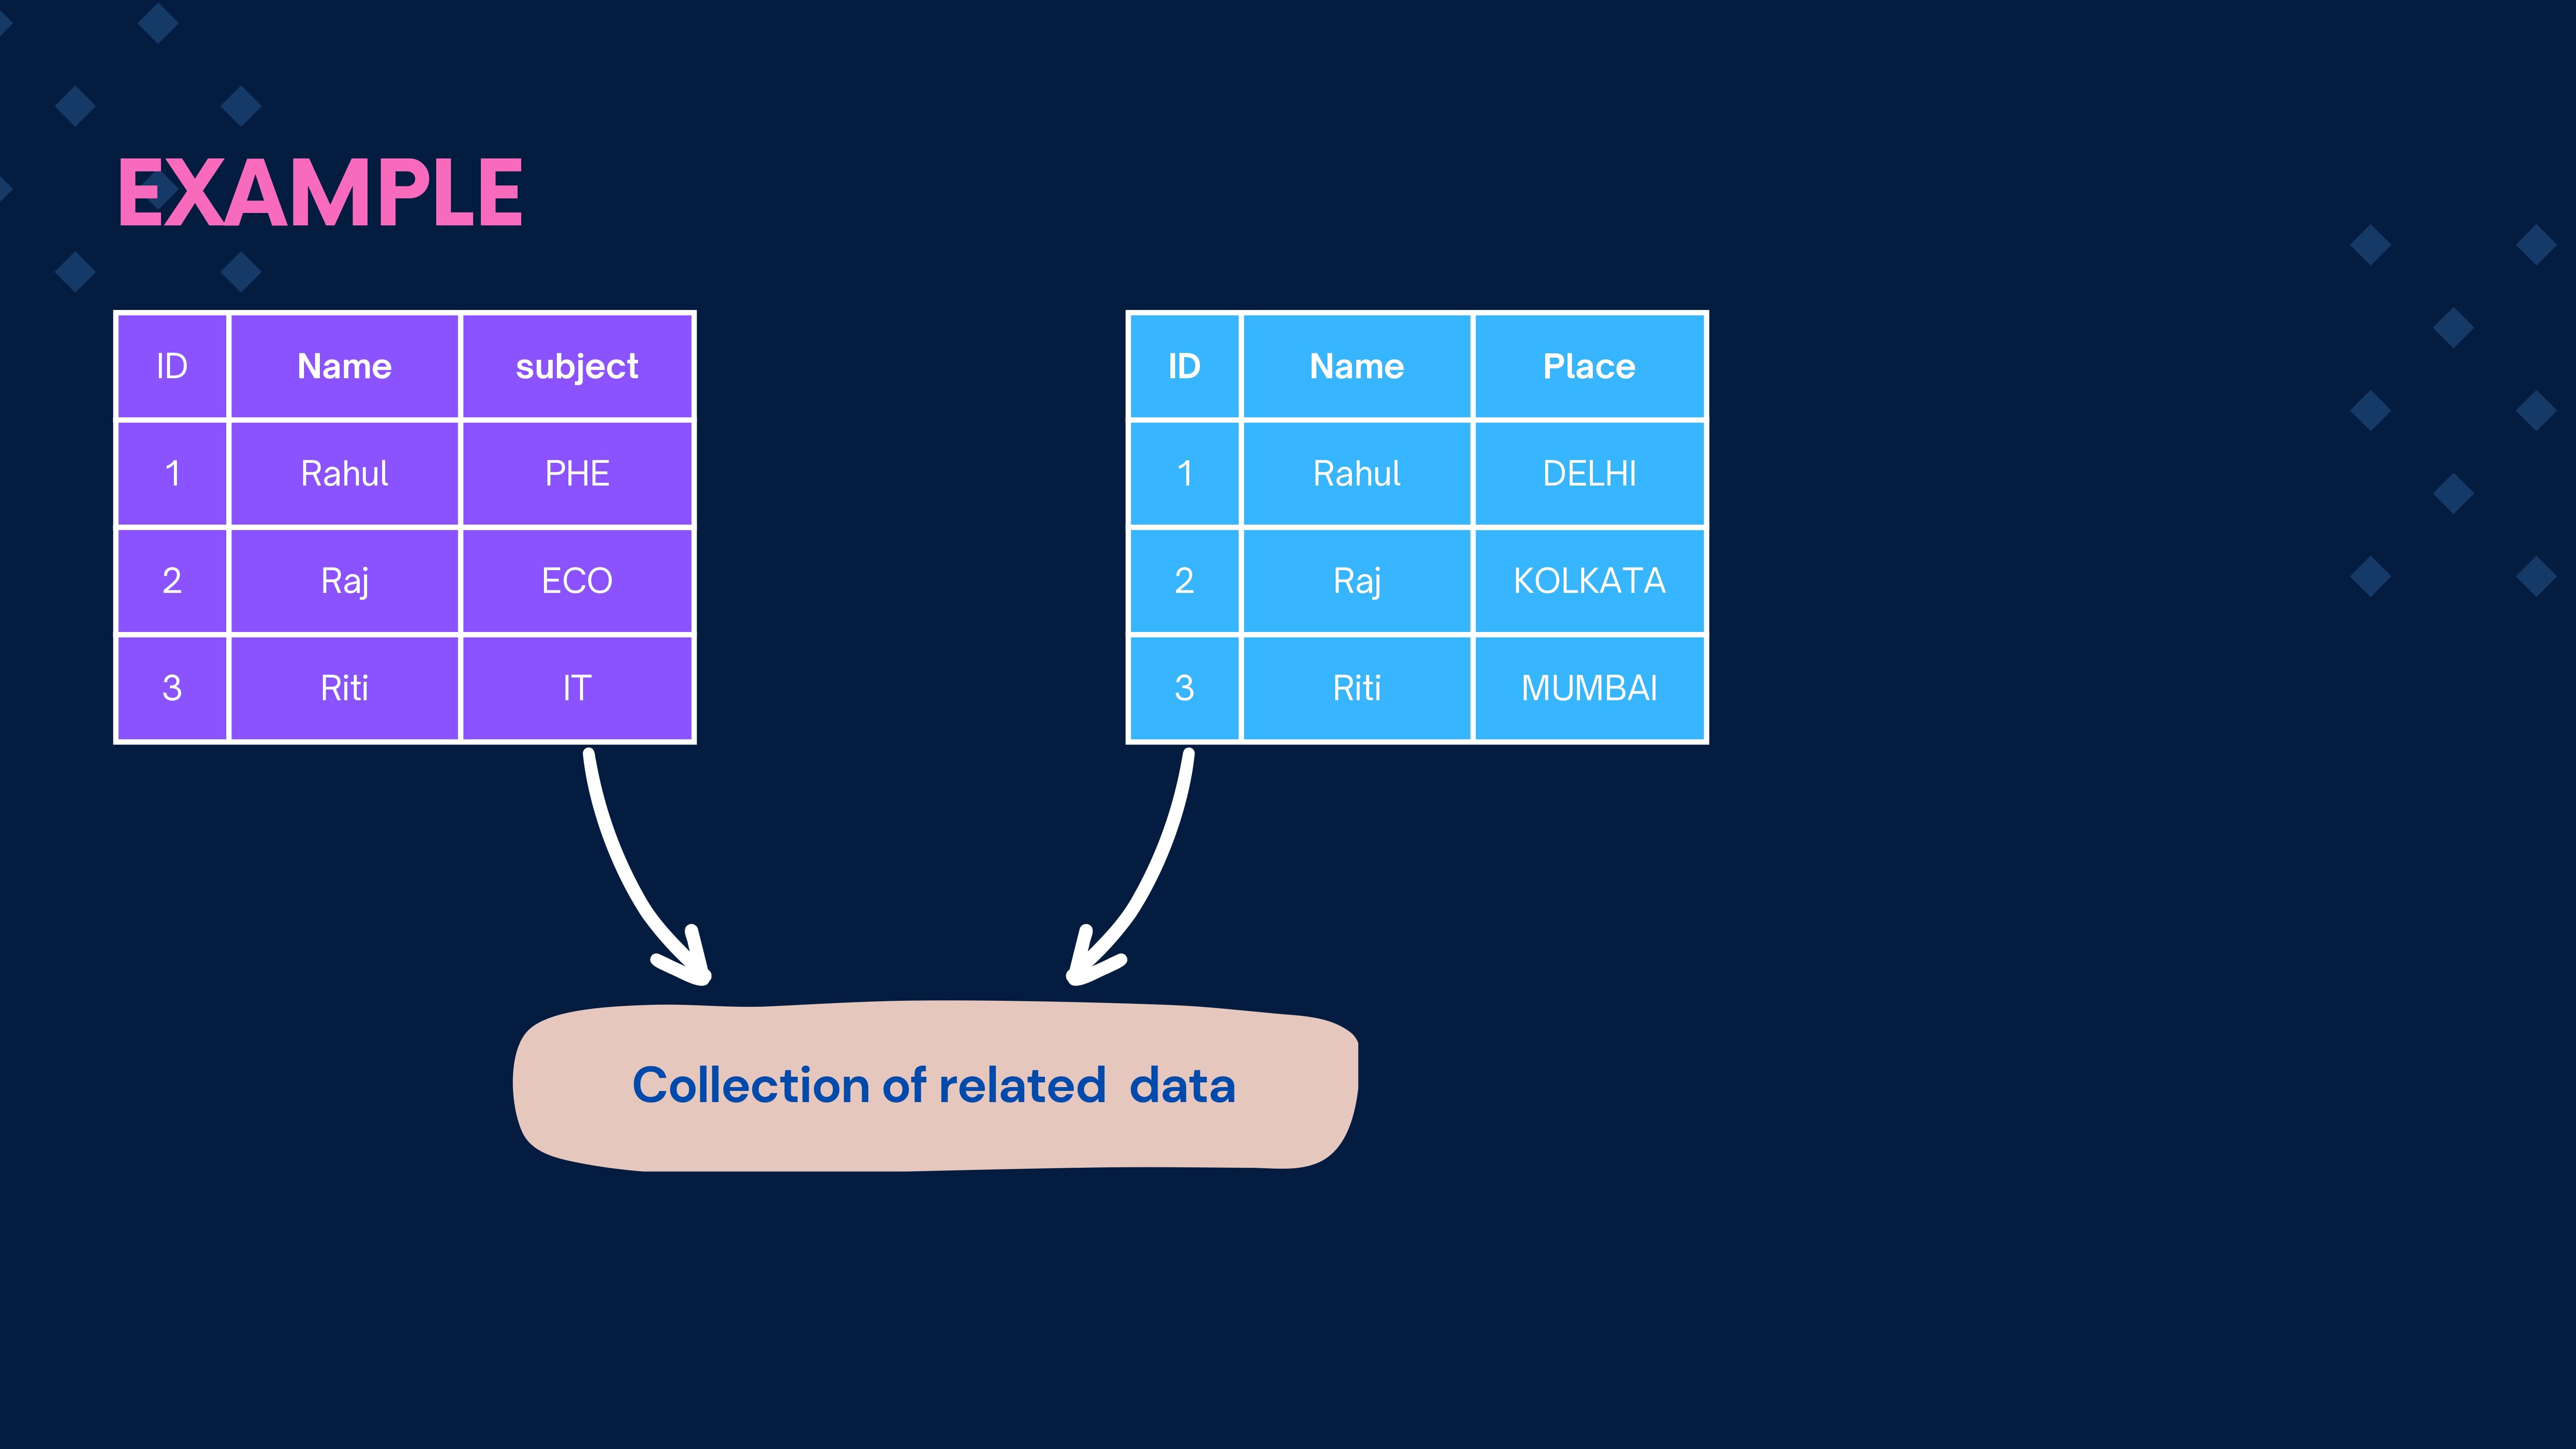 EXAMPLE
ID Name subject
1 Rahul PHE
2 Raj ECO
3 Riti IT
ID Name Place
1 Rahul DELHI
2 Raj KOLKATA
3 Riti MUMBAI
Collection of related  data